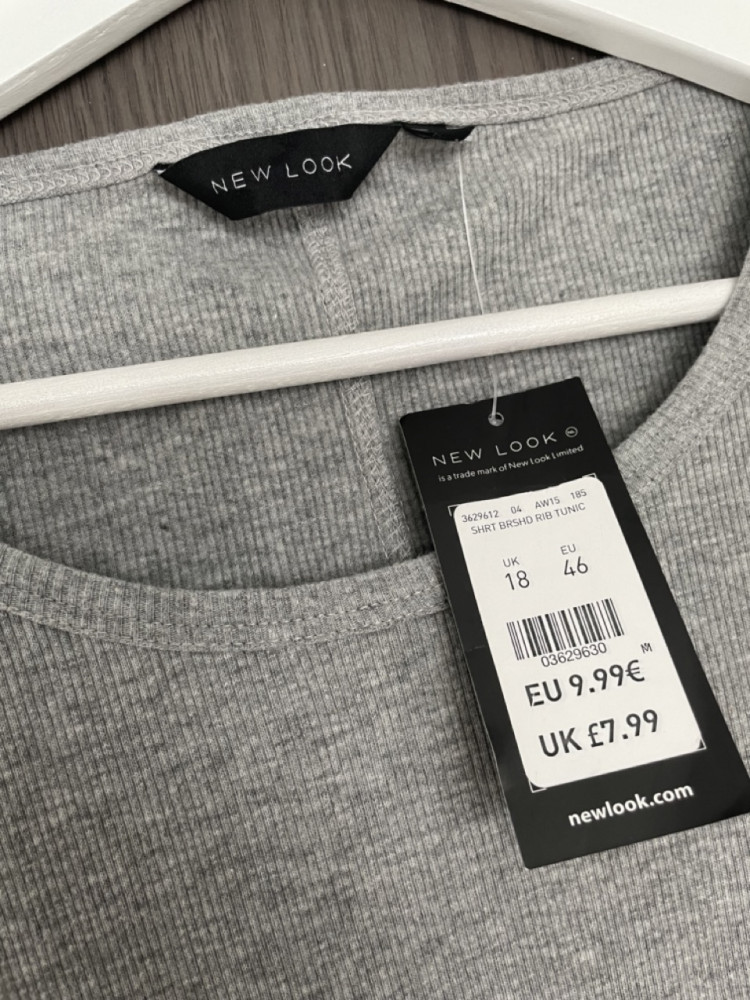 NEW LOOK
NEW LOOK
is a trade mark of New Look Limited
3629612 04 AW15 185
SHRT BRSHD RIB TUNIC
UK EU
18 46
03629630
M
EU 9.99€
UK £7.99
newlook.com